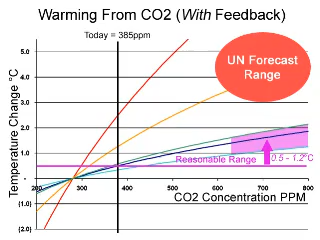 Warming From CO2 (With Feedback)
Today = 385ppm
UN Forecast
Range
Temperature Change °C
5.0
4.0
3.0
2.0
1.0
-
(1.0)
(2.0)
Reasonable Range
0.5 - 1.2°C
200
300
400
500
600
700
800
CO2 Concentration PPM